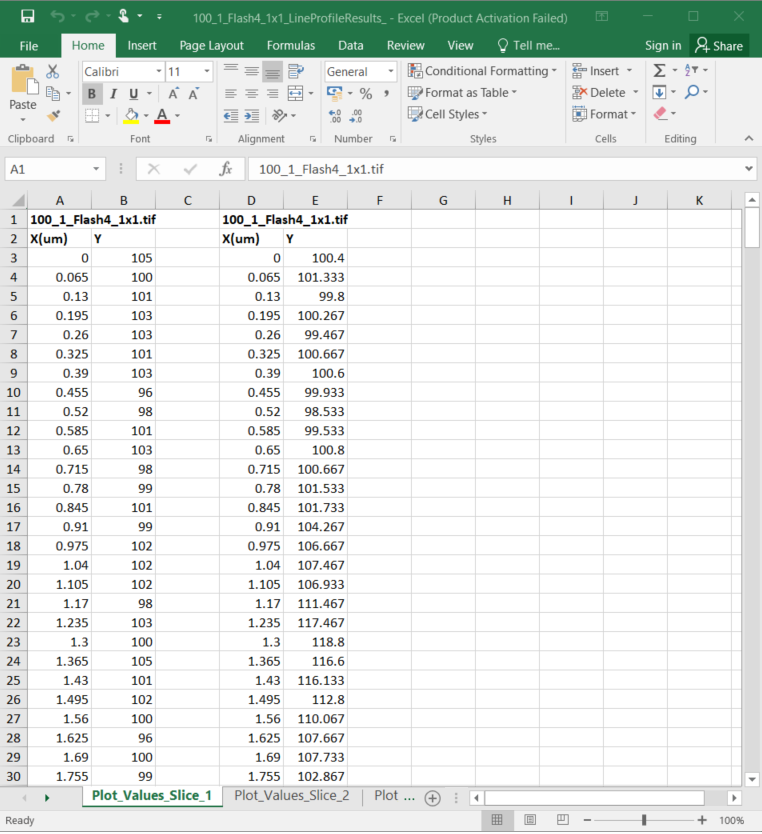 100_1_Flash4_1x1_LineProfileResults_ - Excel (Product Activation Failed)
File Home Insert Page Layout Formulas Data Review View Tell me... Sign in Share
Calibri 11 General Conditional Formatting Insert
Paste B I U Format as Table Delete
Cell Styles Format
Clipboard Font Alignment Number Styles Cells Editing
A1 fx 100_1_Flash4_1x1.tif
A B C D E F G H I J K
1 100_1_Flash4_1x1.tif 100_1_Flash4_1x1.tif
2 X(um) Y X(um) Y
3 0 105 0 100.4
4 0.065 100 0.065 101.333
5 0.13 101 0.13 99.8
6 0.195 103 0.195 100.267
7 0.26 103 0.26 99.467
8 0.325 101 0.325 100.667
9 0.39 103 0.39 100.6
10 0.455 96 0.455 99.933
11 0.52 98 0.52 98.533
12 0.585 101 0.585 99.533
13 0.65 103 0.65 100.8
14 0.715 98 0.715 100.667
15 0.78 99 0.78 101.533
16 0.845 101 0.845 101.733
17 0.91 99 0.91 104.267
18 0.975 102 0.975 106.667
19 1.04 102 1.04 107.467
20 1.105 102 1.105 106.933
21 1.17 98 1.17 111.467
22 1.235 103 1.235 117.467
23 1.3 100 1.3 118.8
24 1.365 105 1.365 116.6
25 1.43 101 1.43 116.133
26 1.495 102 1.495 112.8
27 1.56 100 1.56 110.067
28 1.625 96 1.625 107.667
29 1.69 100 1.69 107.733
30 1.755 99 1.755 102.867
Plot_Values_Slice_1 Plot_Values_Slice_2 Plot ...
Ready 100%